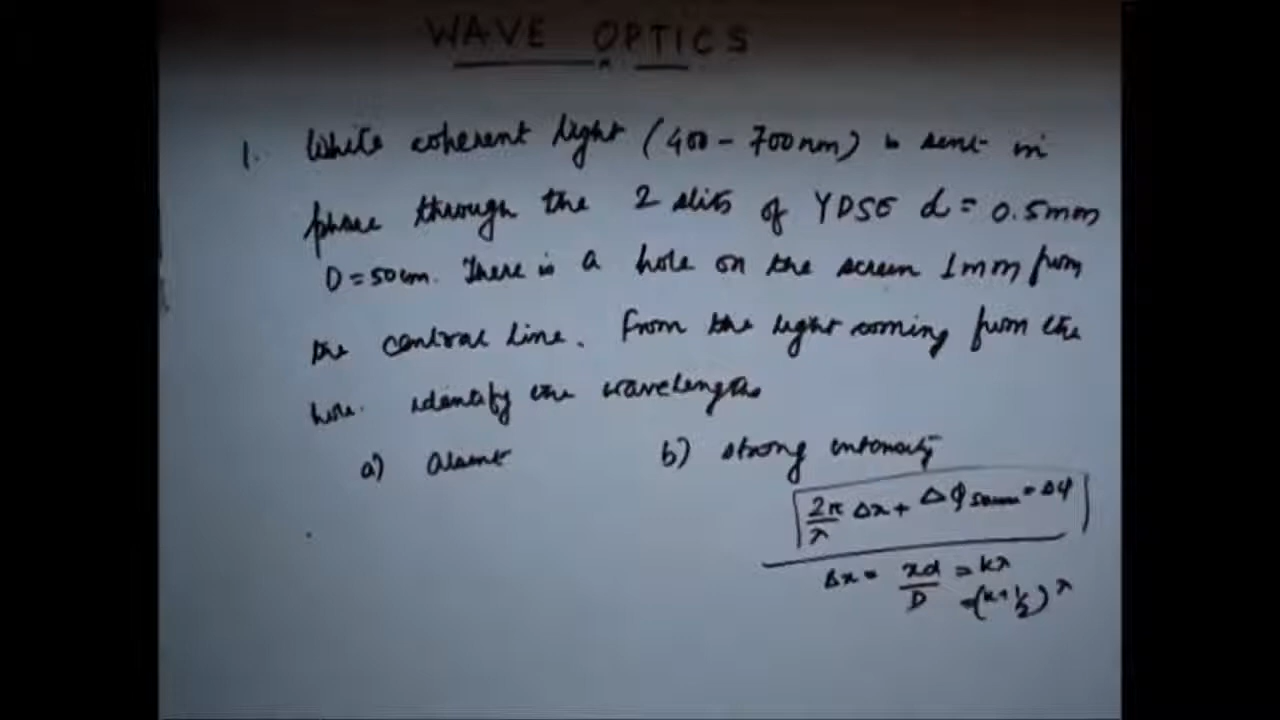 WAVE OPTICS
1. White coherent light (400 - 700nm) is sent in
phase through the 2 slits of YDSE d = 0.5mm
D = 50cm. There is a hole on the screen 1mm from
the central line. From the light coming from the
hole. identify the wavelengths
a) absent b) strong intensity
2π/λ Δx + Δϕ source = Δφ
Δx = xd/D = kλ
=(k+1/2)λ